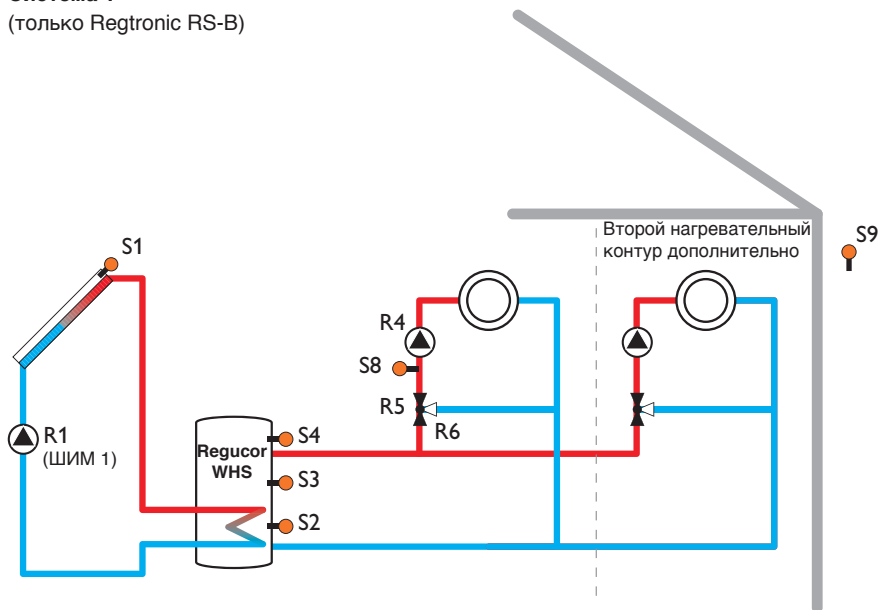 (только Regtronic RS-B)
S1
Второй нагревательный
контур дополнительно
S9
R4
S8
R5
R6
R1
(ШИМ 1)
Regucor
WHS
S4
S3
S2